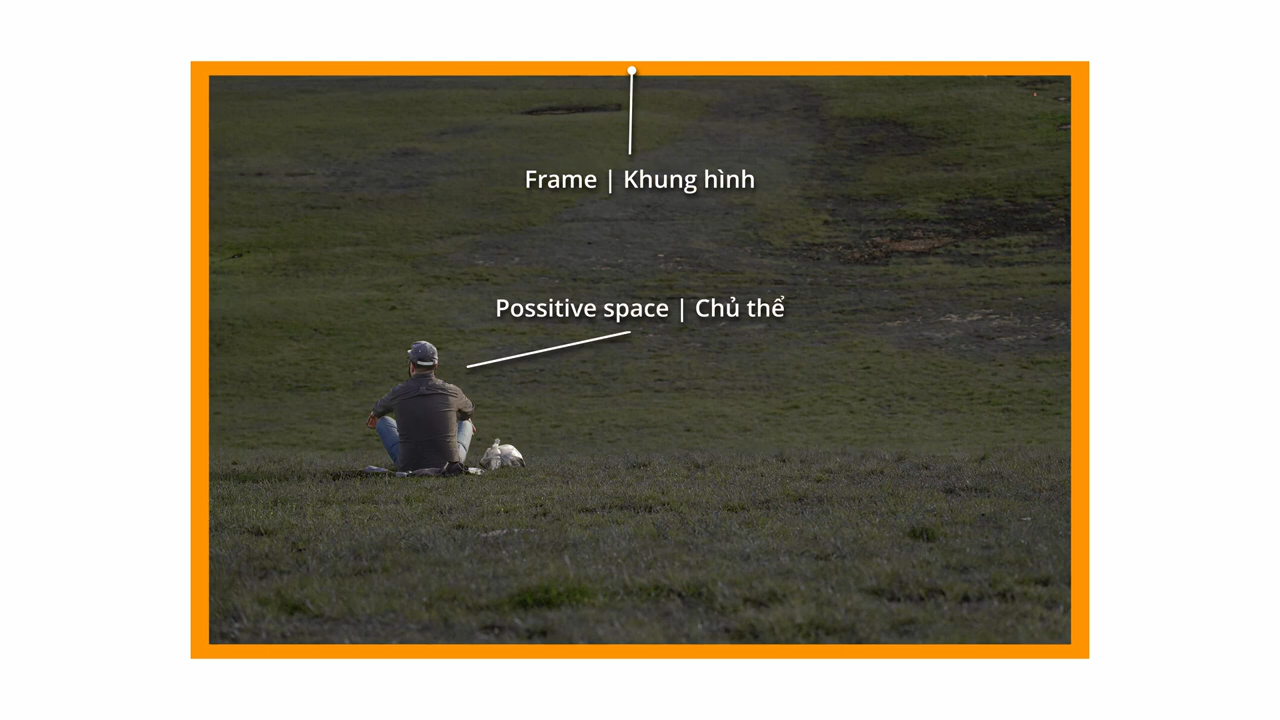 Frame | Khung hình
Possitive space | Chủ thể